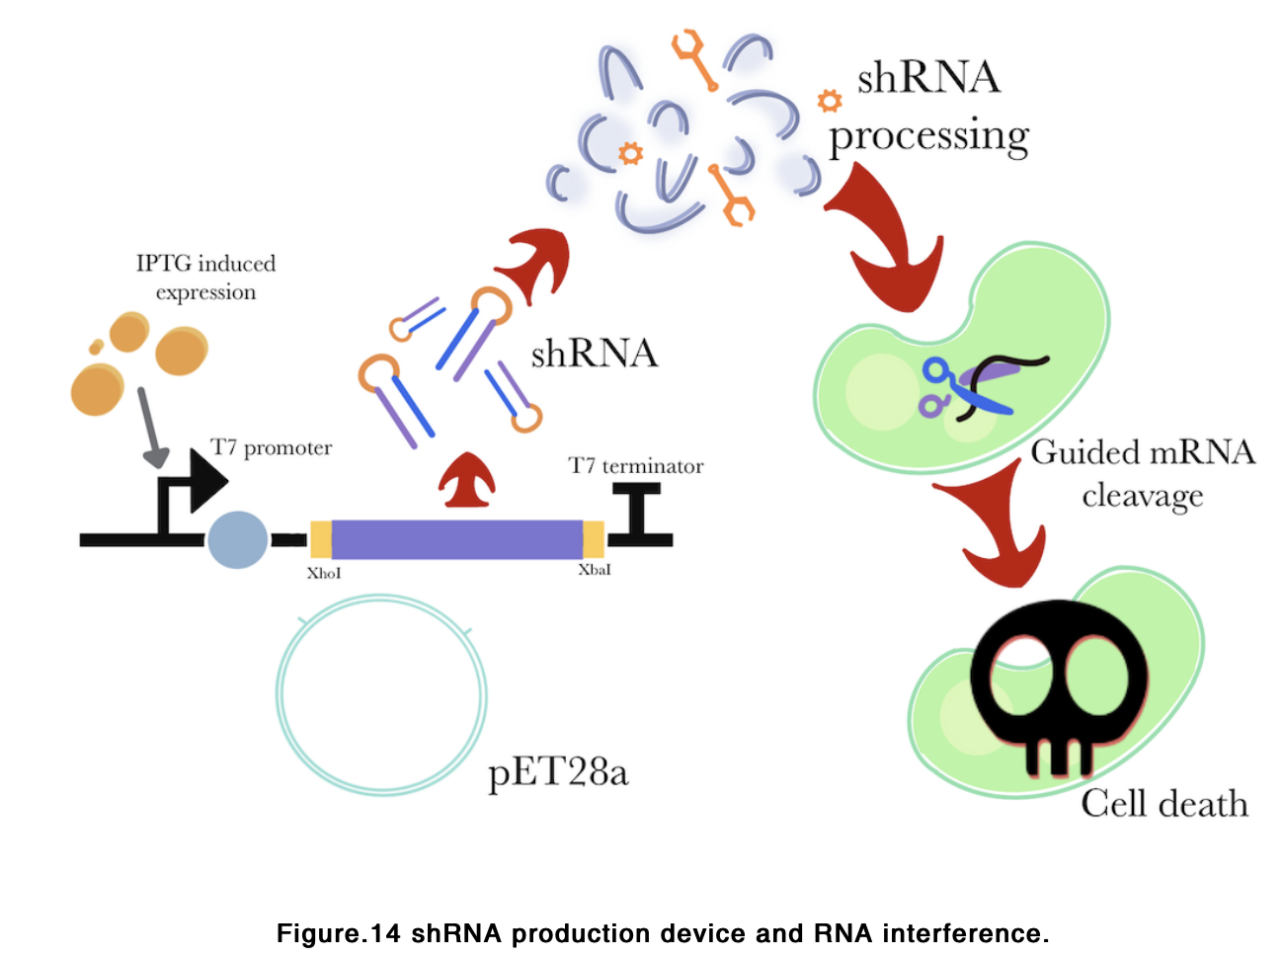 shRNA
processing
IPTG induced
expression
shRNA
T7 promoter
T7 terminator
Guided mRNA
cleavage
XhoI
XbaI
pET28a
Cell death
Figure.14 shRNA production device and RNA interference.